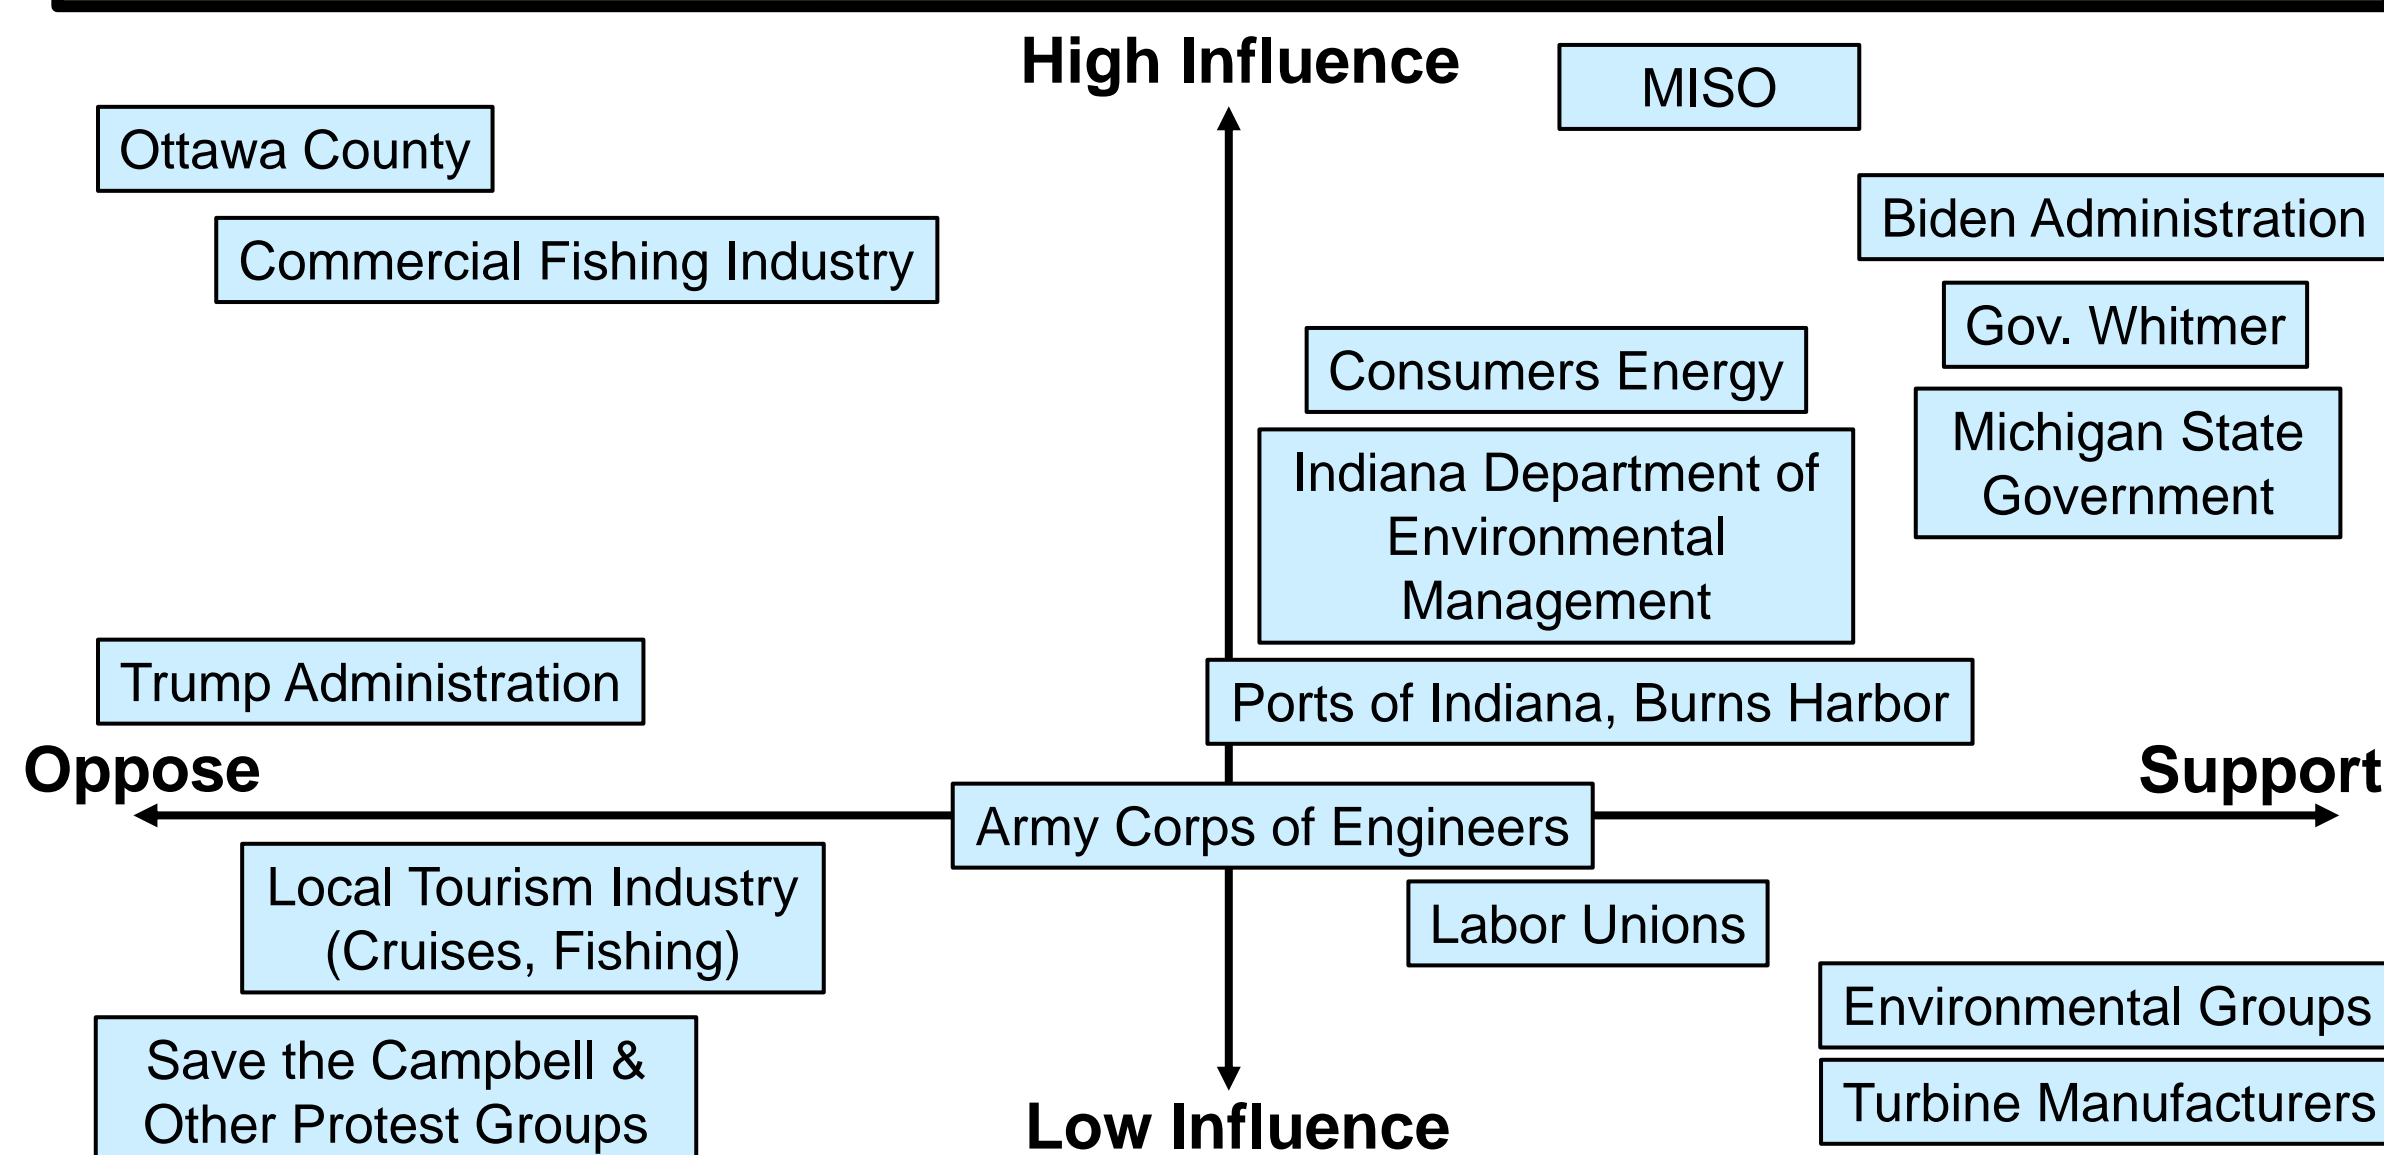 High Influence
MISO
Ottawa County
Biden Administration
Commercial Fishing Industry
Gov. Whitmer
Consumers Energy
Michigan State
Government
Indiana Department of
Environmental
Management
Trump Administration
Ports of Indiana, Burns Harbor
Oppose
Support
Army Corps of Engineers
Local Tourism Industry
(Cruises, Fishing)
Labor Unions
Environmental Groups
Save the Campbell &
Other Protest Groups
Turbine Manufacturers
Low Influence